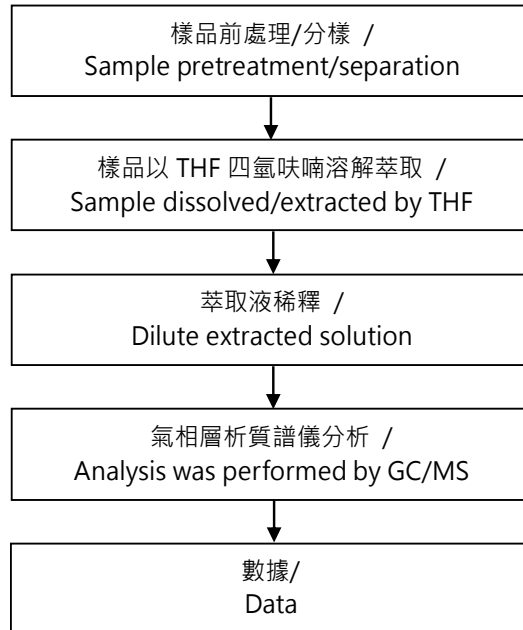 樣品前處理/分樣 /
Sample pretreatment/separation
樣品以 THF 四氫呋喃溶解萃取 /
Sample dissolved/extracted by THF
萃取液稀釋 /
Dilute extracted solution
氣相層析質譜儀分析 /
Analysis was performed by GC/MS
數據/
Data